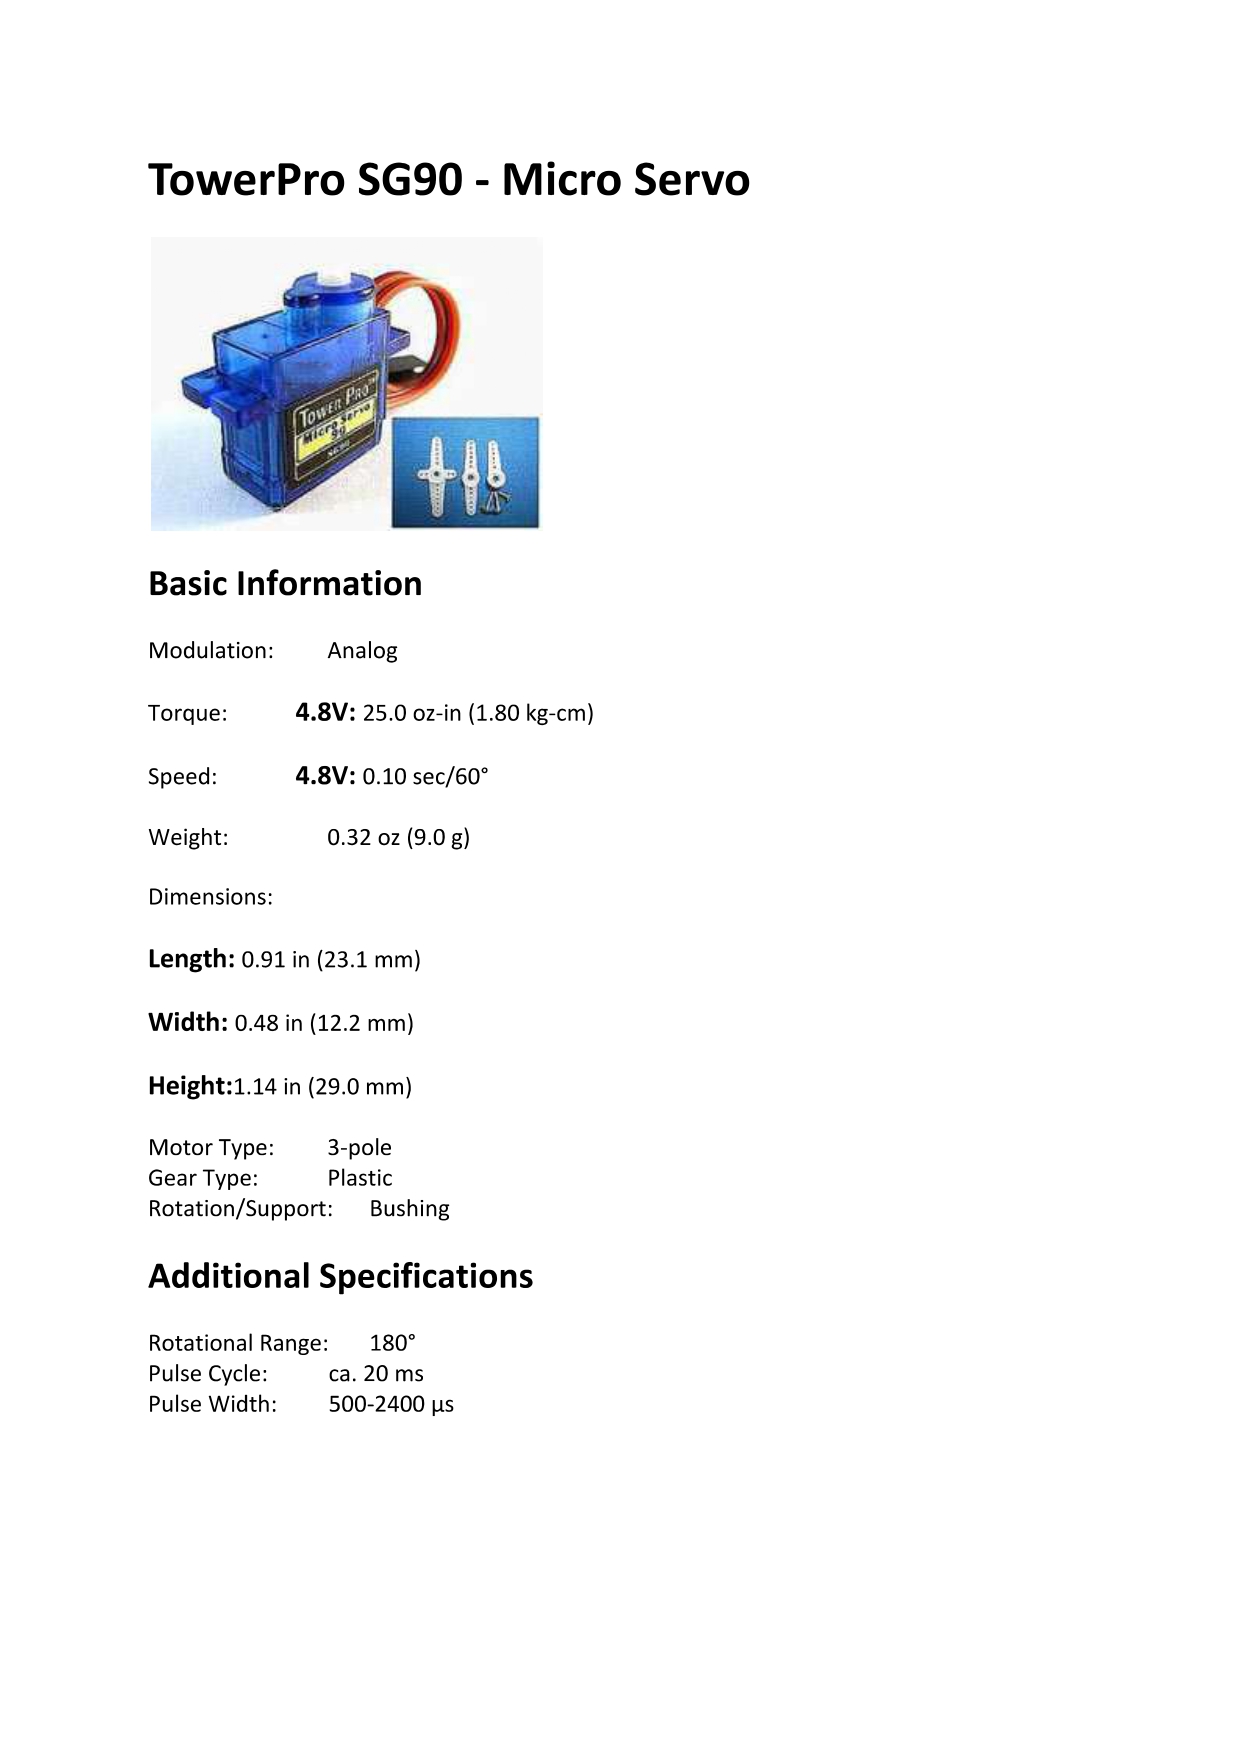 TowerPro SG90 - Micro Servo
TOWER PRO™
Micro Servo
9g
SG90
Basic Information
Modulation: Analog
Torque: 4.8V: 25.0 oz-in (1.80 kg-cm)
Speed: 4.8V: 0.10 sec/60°
Weight: 0.32 oz (9.0 g)
Dimensions:
Length: 0.91 in (23.1 mm)
Width: 0.48 in (12.2 mm)
Height:1.14 in (29.0 mm)
Motor Type: 3-pole
Gear Type: Plastic
Rotation/Support: Bushing
Additional Specifications
Rotational Range: 180°
Pulse Cycle: ca. 20 ms
Pulse Width: 500-2400 µs